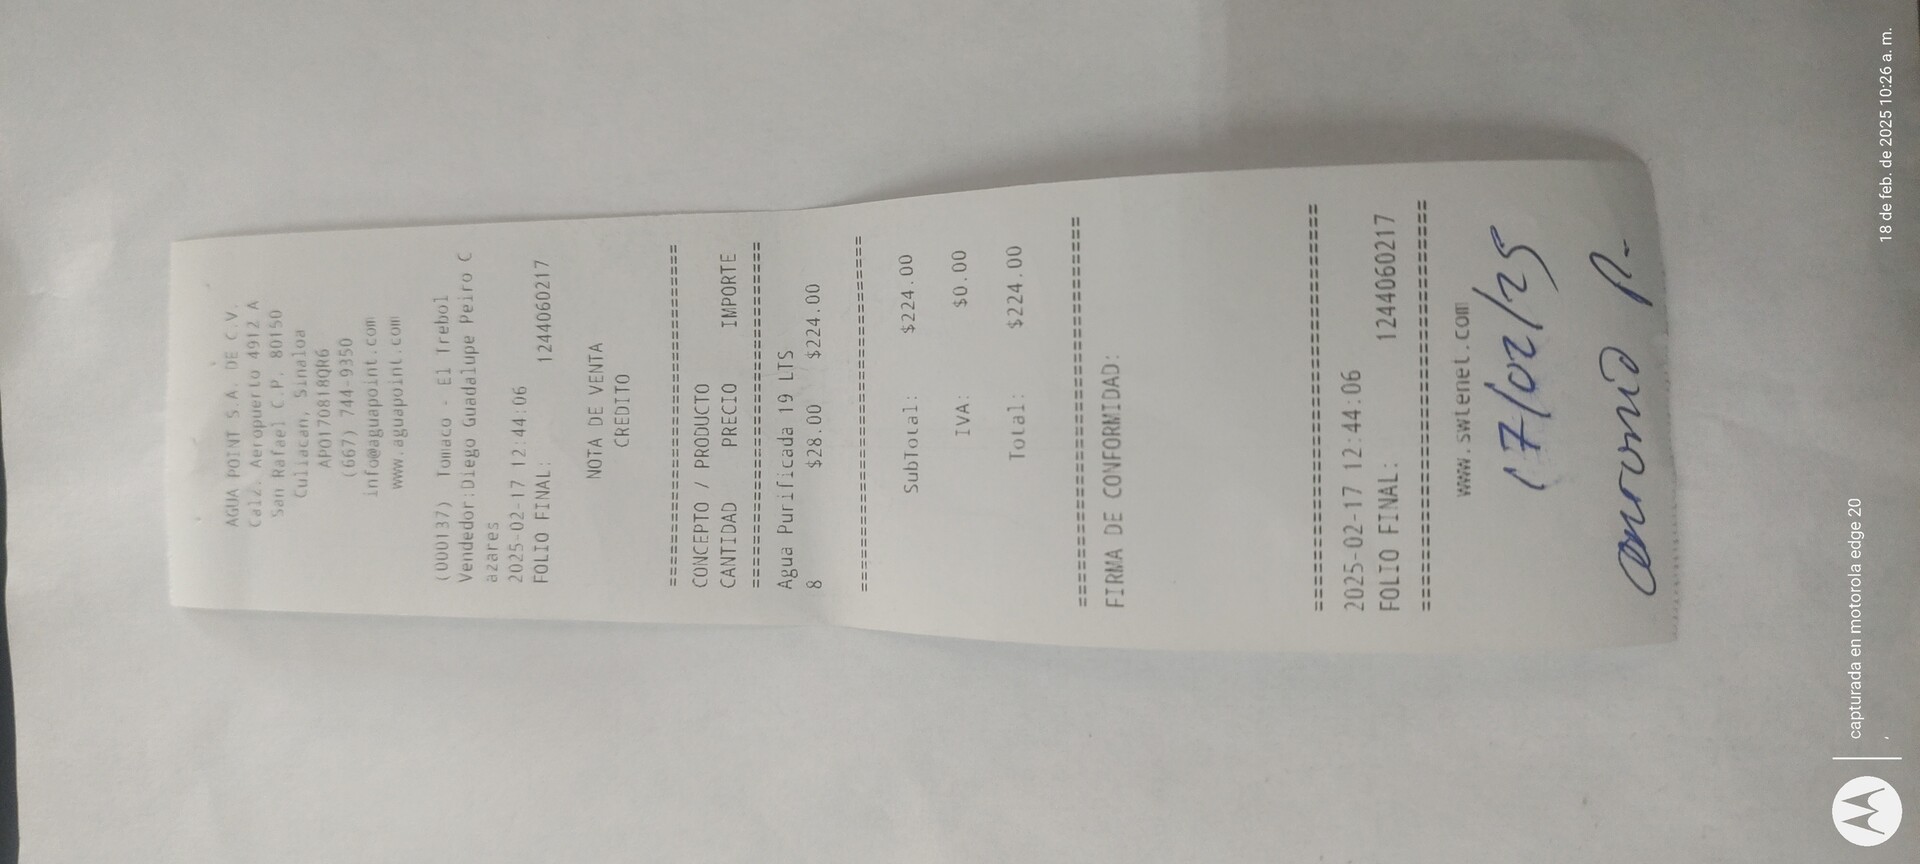 AGUA POINT S.A. DE C.V.
Calz. Aeropuerto 4912 A
San Rafael C.P. 80150
Culiacan, Sinaloa
APO170818QR6
(667) 744-9350
info@aguapoint.com
www.aguapoint.com
(000137) Tomaco - El Trebol
Vendedor:Diego Guadalupe Peiro C
azares
2025-02-17 12:44:06
FOLIO FINAL: 1244060217
NOTA DE VENTA
CREDITO
===================================
CONCEPTO / PRODUCTO
CANTIDAD PRECIO IMPORTE
===================================
Agua Purificada 19 LTS
8 $28.00 $224.00
===================================
SubTotal: $224.00
IVA: $0.00
Total: $224.00
===================================
FIRMA DE CONFORMIDAD:
===================================
2025-02-17 12:44:06
FOLIO FINAL: 1244060217
===================================
www.swtenet.com
17/02/25
capturada en motorola edge 20
18 de feb. de 2025 10:26 a. m.